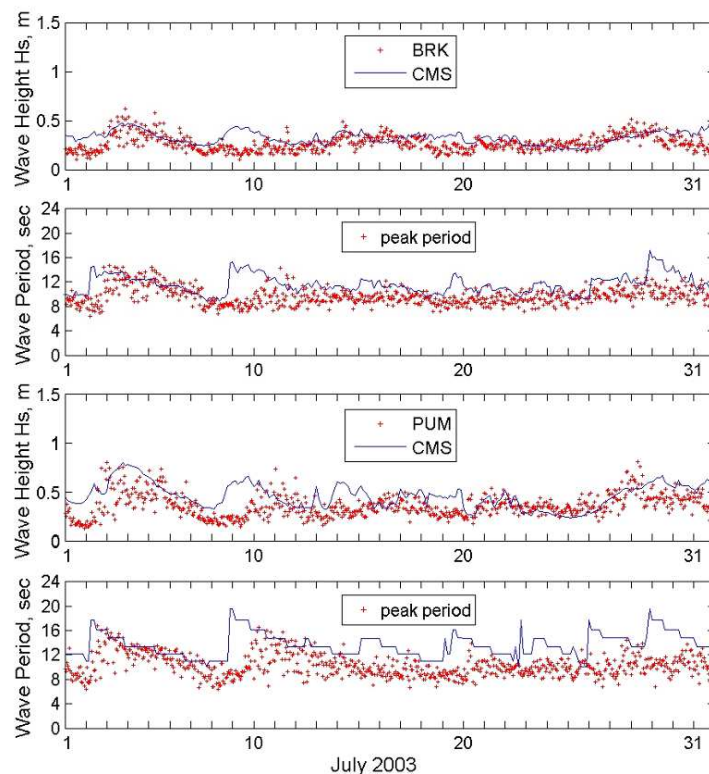 Wave Height Hs, m
1.5
1
0.5
0
BRK
CMS
1 10 20 31
Wave Period, sec
24
20
16
12
8
4
0
peak period
1 10 20 31
Wave Height Hs, m
1.5
1
0.5
0
PUM
CMS
1 10 20 31
Wave Period, sec
24
20
16
12
8
4
0
peak period
1 10 20 31
July 2003